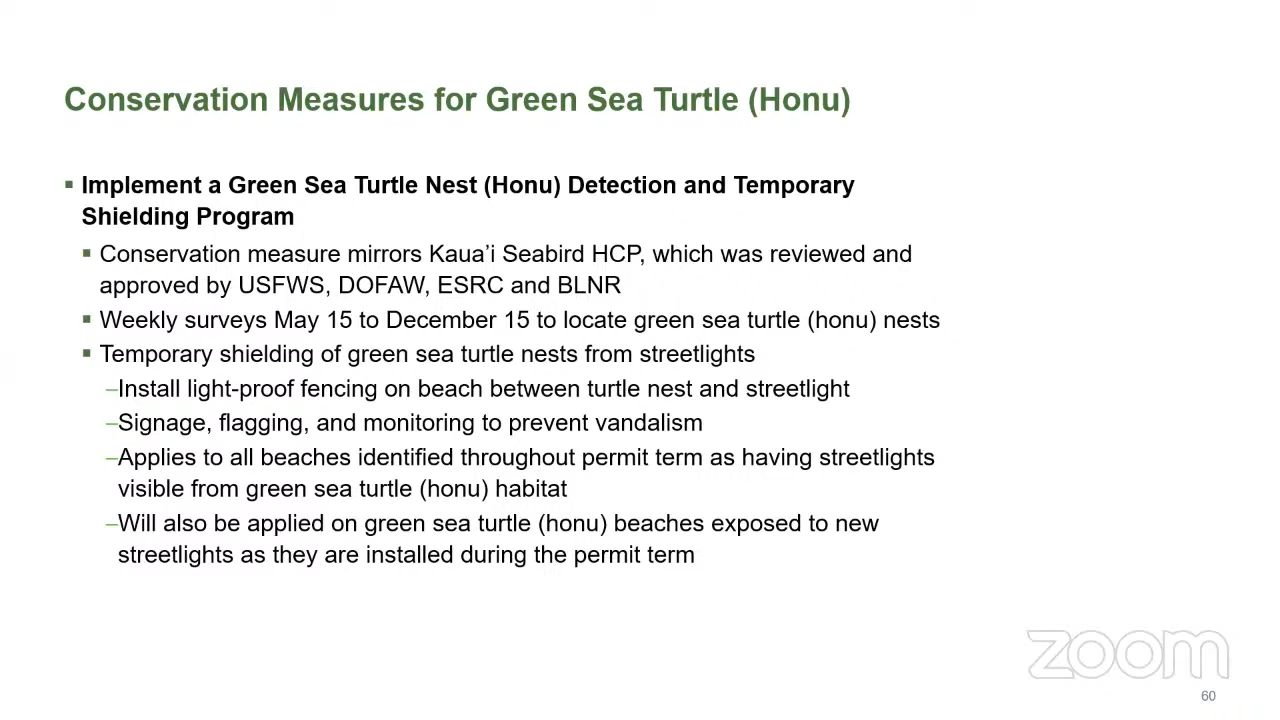 Conservation Measures for Green Sea Turtle (Honu)
▪ Implement a Green Sea Turtle Nest (Honu) Detection and Temporary
Shielding Program
▪ Conservation measure mirrors Kaua’i Seabird HCP, which was reviewed and
approved by USFWS, DOFAW, ESRC and BLNR
▪ Weekly surveys May 15 to December 15 to locate green sea turtle (honu) nests
▪ Temporary shielding of green sea turtle nests from streetlights
–Install light-proof fencing on beach between turtle nest and streetlight
–Signage, flagging, and monitoring to prevent vandalism
–Applies to all beaches identified throughout permit term as having streetlights
visible from green sea turtle (honu) habitat
–Will also be applied on green sea turtle (honu) beaches exposed to new
streetlights as they are installed during the permit term
zoom
60